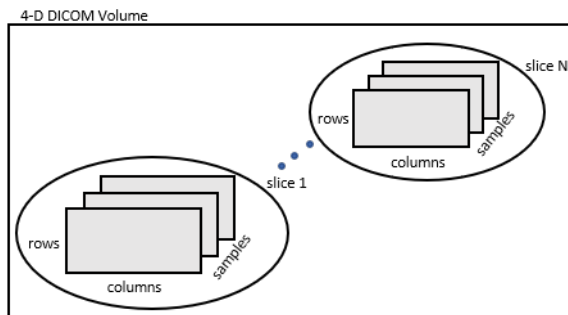 4-D DICOM Volume
slice N
rows
samples
columns
slice 1
rows
samples
columns